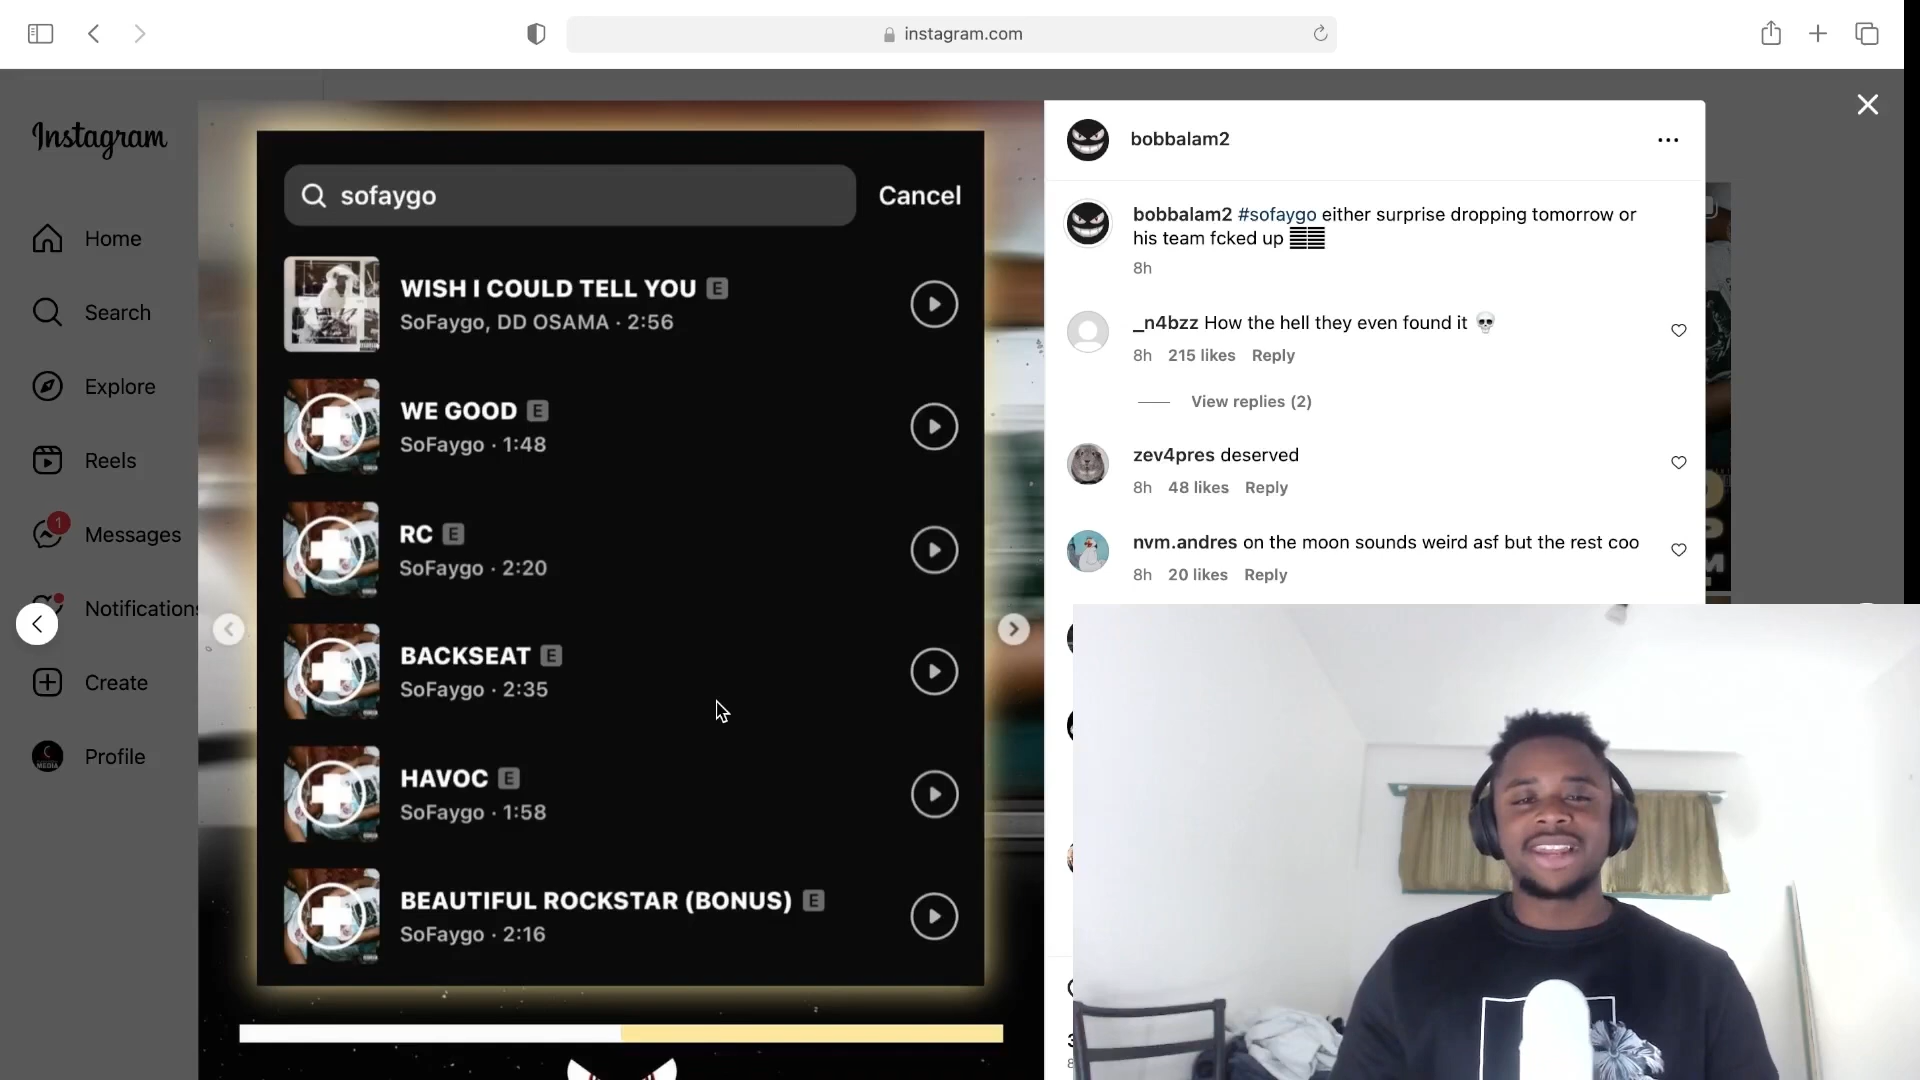 instagram.com
Instagram
Home
Search
Explore
Reels
1
Messages
Notifications
Create
Profile
sofaygo
Cancel
WISH I COULD TELL YOU E
SoFaygo, DD OSAMA · 2:56
WE GOOD E
SoFaygo · 1:48
RC E
SoFaygo · 2:20
BACKSEAT E
SoFaygo · 2:35
HAVOC E
SoFaygo · 1:58
BEAUTIFUL ROCKSTAR (BONUS) E
SoFaygo · 2:16
bobbalam2
bobbalam2 #sofaygo either surprise dropping tomorrow or
his team fcked up
8h
_n4bzz How the hell they even found it 💀
8h 215 likes Reply
View replies (2)
zev4pres deserved
8h 48 likes Reply
nvm.andres on the moon sounds weird asf but the rest coo
8h 20 likes Reply